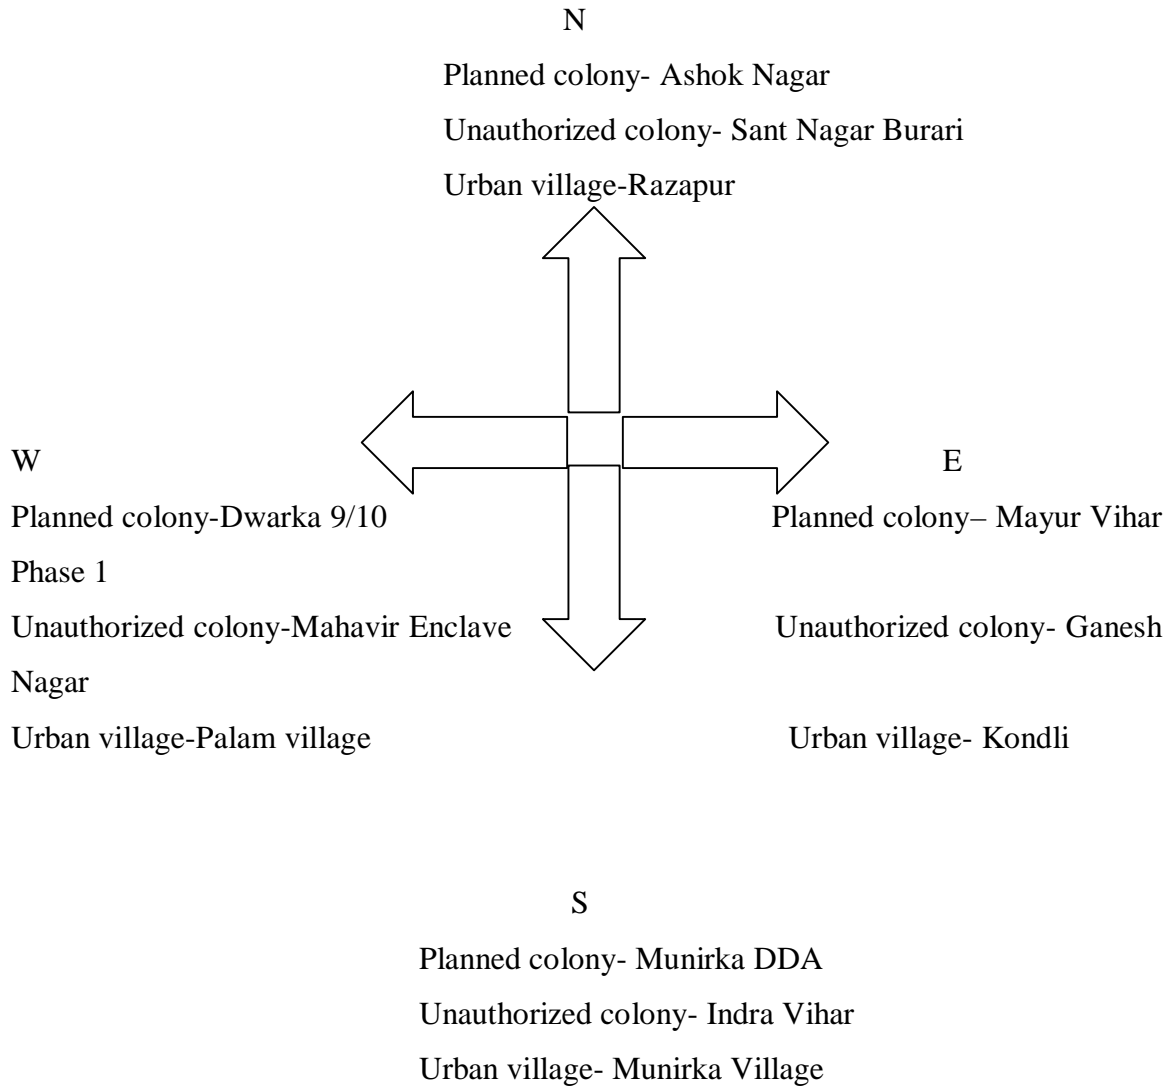 N
Planned colony- Ashok Nagar
Unauthorized colony- Sant Nagar Burari
Urban village-Razapur
W E
Planned colony-Dwarka 9/10 Planned colony– Mayur Vihar
Phase 1
Unauthorized colony-Mahavir Enclave Unauthorized colony- Ganesh
Nagar
Urban village-Palam village Urban village- Kondli
S
Planned colony- Munirka DDA
Unauthorized colony- Indra Vihar
Urban village- Munirka Village